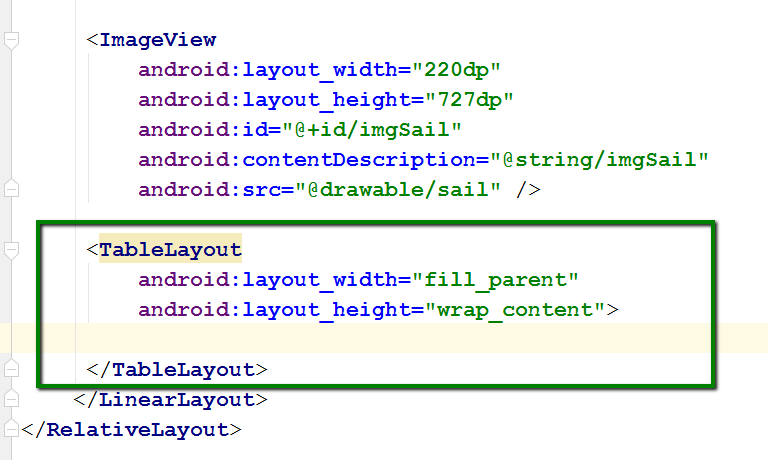 <ImageView
android:layout_width="220dp"
android:layout_height="727dp"
android:id="@+id/imgSail"
android:contentDescription="@string/imgSail"
android:src="@drawable/sail" />
<TableLayout
android:layout_width="fill_parent"
android:layout_height="wrap_content">
</TableLayout>
</LinearLayout>
</RelativeLayout>